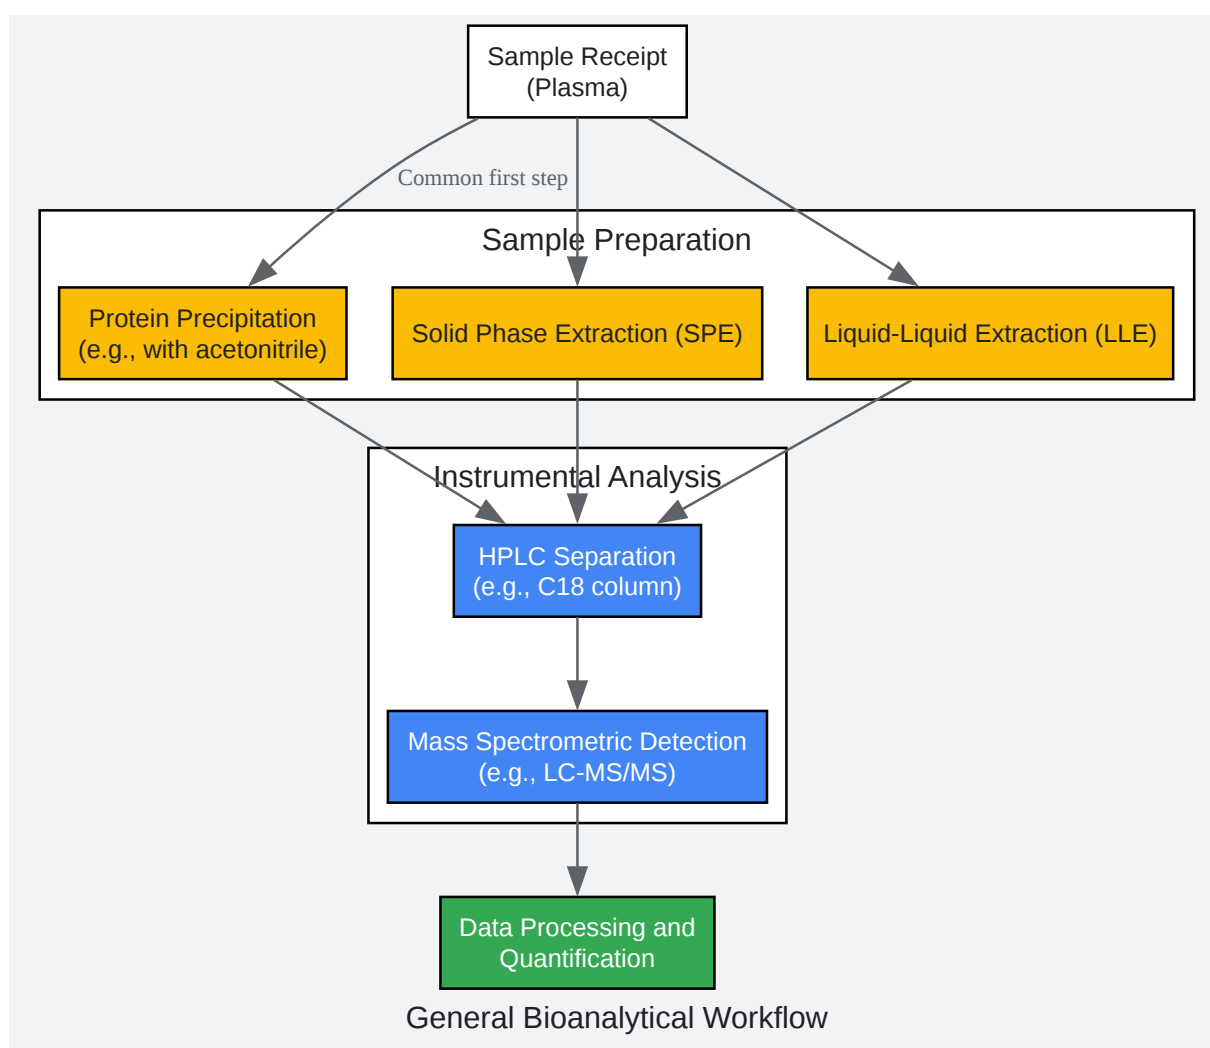 Sample Receipt
(Plasma)
Common first step
Sample Preparation
Protein Precipitation
(e.g., with acetonitrile)
Solid Phase Extraction (SPE)
Liquid-Liquid Extraction (LLE)
Instrumental Analysis
HPLC Separation
(e.g., C18 column)
Mass Spectrometric Detection
(e.g., LC-MS/MS)
Data Processing and
Quantification
General Bioanalytical Workflow